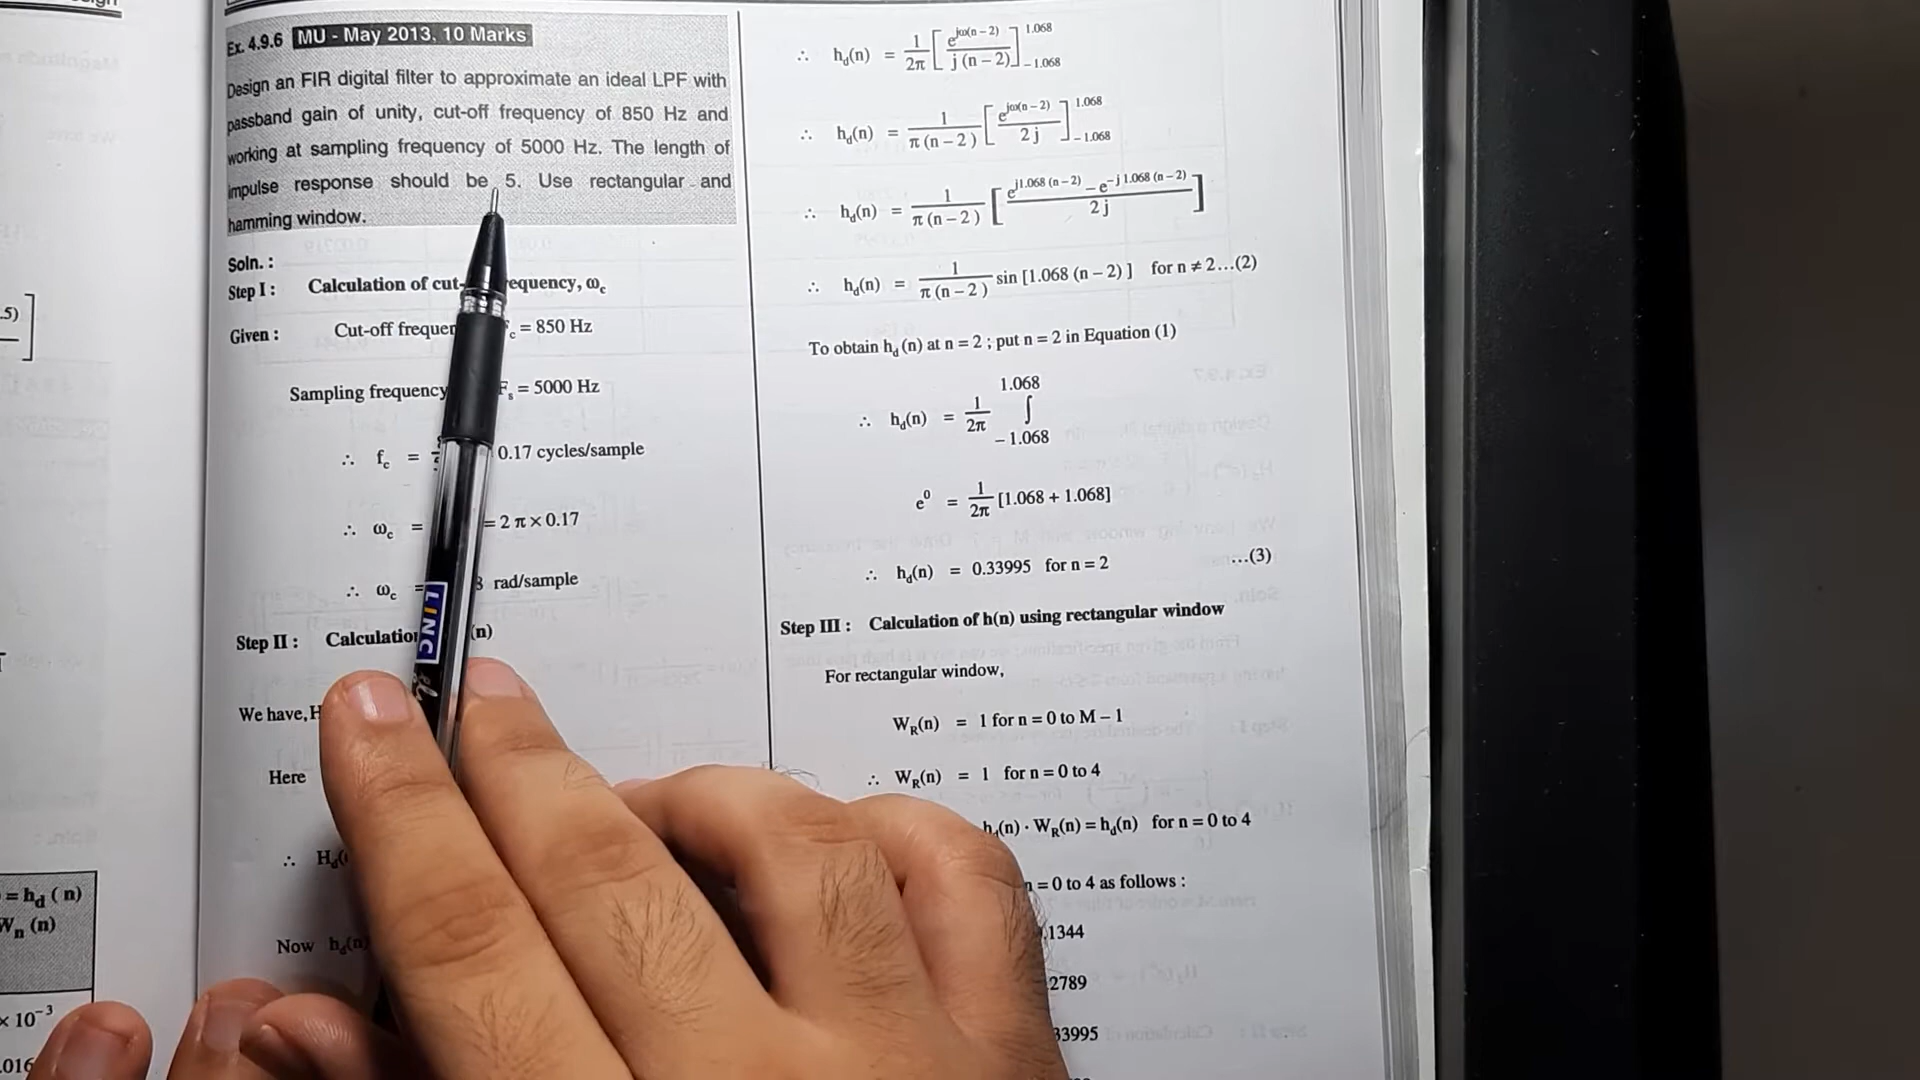 Ex. 4.9.6 MU - May 2013, 10 Marks
Design an FIR digital filter to approximate an ideal LPF with
passband gain of unity, cut-off frequency of 850 Hz and
working at sampling frequency of 5000 Hz. The length of
impulse response should be 5. Use rectangular and
hamming window.
Soln. :
Step I : Calculation of cut- requency, ωc
Given : Cut-off frequen c = 850 Hz
Sampling frequency Fs = 5000 Hz
∴ fc = 0.17 cycles/sample
∴ ωc = = 2 π × 0.17
∴ ωc = rad/sample
Step II : Calculation (n)
We have, H
Here
∴ Hd(
Now hd(n)
.5)
= hd ( n)
Wn (n)
× 10⁻³
.016
∴ hd(n) = 1/2π [ e^jω(n – 2) / j (n – 2) ] 1.068 – 1.068
∴ hd(n) = 1/π (n – 2 ) [ e^jω(n – 2) / 2 j ] 1.068 – 1.068
∴ hd(n) = 1/π (n – 2 ) [ e^j1.068 (n – 2) – e^–j 1.068 (n – 2) / 2 j ]
∴ hd(n) = 1/π (n – 2 ) sin [1.068 (n – 2) ] for n ≠ 2...(2)
To obtain hd (n) at n = 2 ; put n = 2 in Equation (1)
∴ hd(n) = 1/2π ∫ 1.068 – 1.068
e⁰ = 1/2π [1.068 + 1.068]
∴ hd(n) = 0.33995 for n = 2 ...(3)
Step III : Calculation of h(n) using rectangular window
For rectangular window,
WR(n) = 1 for n = 0 to M – 1
∴ WR(n) = 1 for n = 0 to 4
hd(n) · WR(n) = hd(n) for n = 0 to 4
n = 0 to 4 as follows :
.1344
.2789
33995
LINC